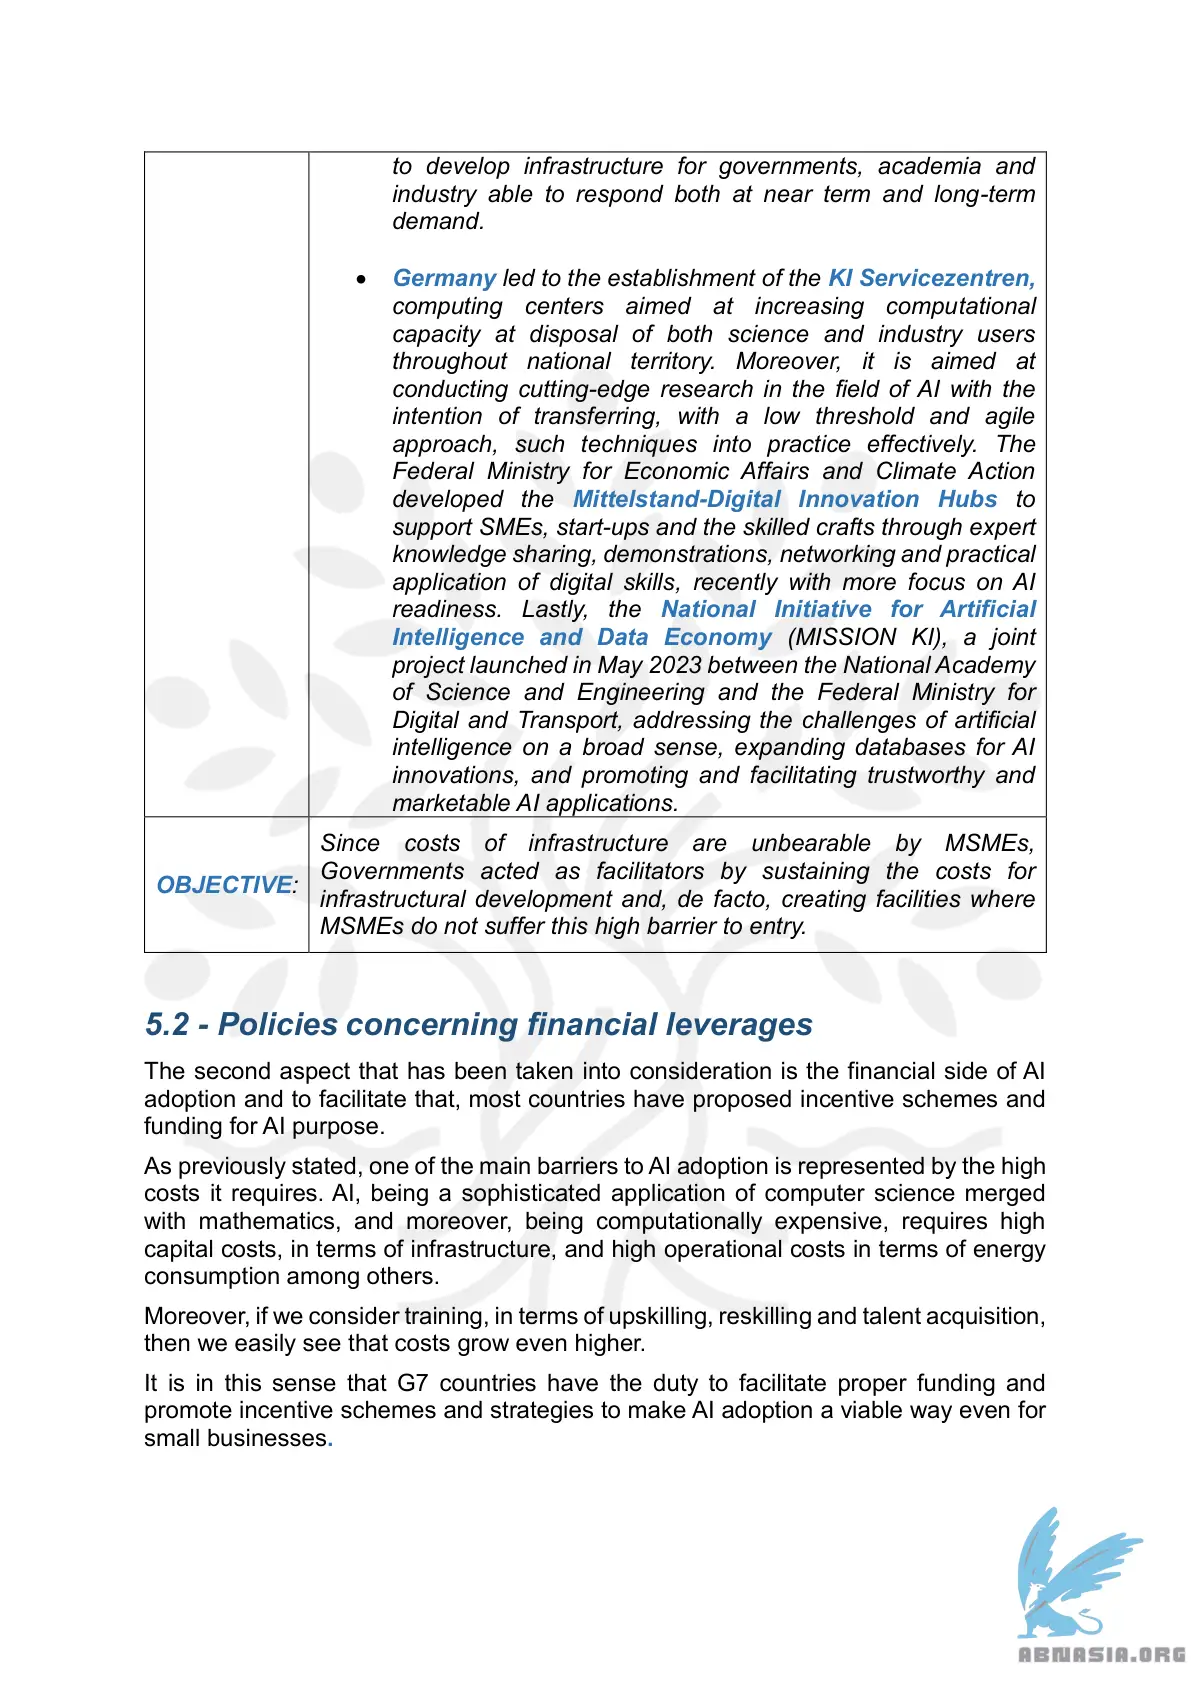 to develop infrastructure for governments, academia and
industry able to respond both at near term and long-term
demand.
• Germany led to the establishment of the KI Servicezentren,
computing centers aimed at increasing computational
capacity at disposal of both science and industry users
throughout national territory. Moreover, it is aimed at
conducting cutting-edge research in the field of AI with the
intention of transferring, with a low threshold and agile
approach, such techniques into practice effectively. The
Federal Ministry for Economic Affairs and Climate Action
developed the Mittelstand-Digital Innovation Hubs to
support SMEs, start-ups and the skilled crafts through expert
knowledge sharing, demonstrations, networking and practical
application of digital skills, recently with more focus on AI
readiness. Lastly, the National Initiative for Artificial
Intelligence and Data Economy (MISSION KI), a joint
project launched in May 2023 between the National Academy
of Science and Engineering and the Federal Ministry for
Digital and Transport, addressing the challenges of artificial
intelligence on a broad sense, expanding databases for AI
innovations, and promoting and facilitating trustworthy and
marketable AI applications.
OBJECTIVE:
Since costs of infrastructure are unbearable by MSMEs,
Governments acted as facilitators by sustaining the costs for
infrastructural development and, de facto, creating facilities where
MSMEs do not suffer this high barrier to entry.
5.2 - Policies concerning financial leverages
The second aspect that has been taken into consideration is the financial side of AI
adoption and to facilitate that, most countries have proposed incentive schemes and
funding for AI purpose.
As previously stated, one of the main barriers to AI adoption is represented by the high
costs it requires. AI, being a sophisticated application of computer science merged
with mathematics, and moreover, being computationally expensive, requires high
capital costs, in terms of infrastructure, and high operational costs in terms of energy
consumption among others.
Moreover, if we consider training, in terms of upskilling, reskilling and talent acquisition,
then we easily see that costs grow even higher.
It is in this sense that G7 countries have the duty to facilitate proper funding and
promote incentive schemes and strategies to make AI adoption a viable way even for
small businesses.
ABNASIA.ORG